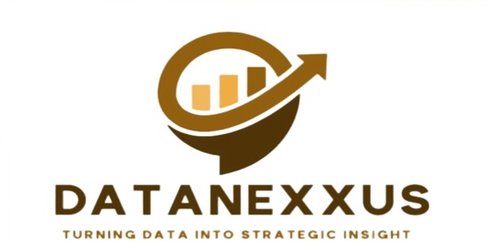 DATANEXXUS
TURNING DATA INTO STRATEGIC INSIGHT